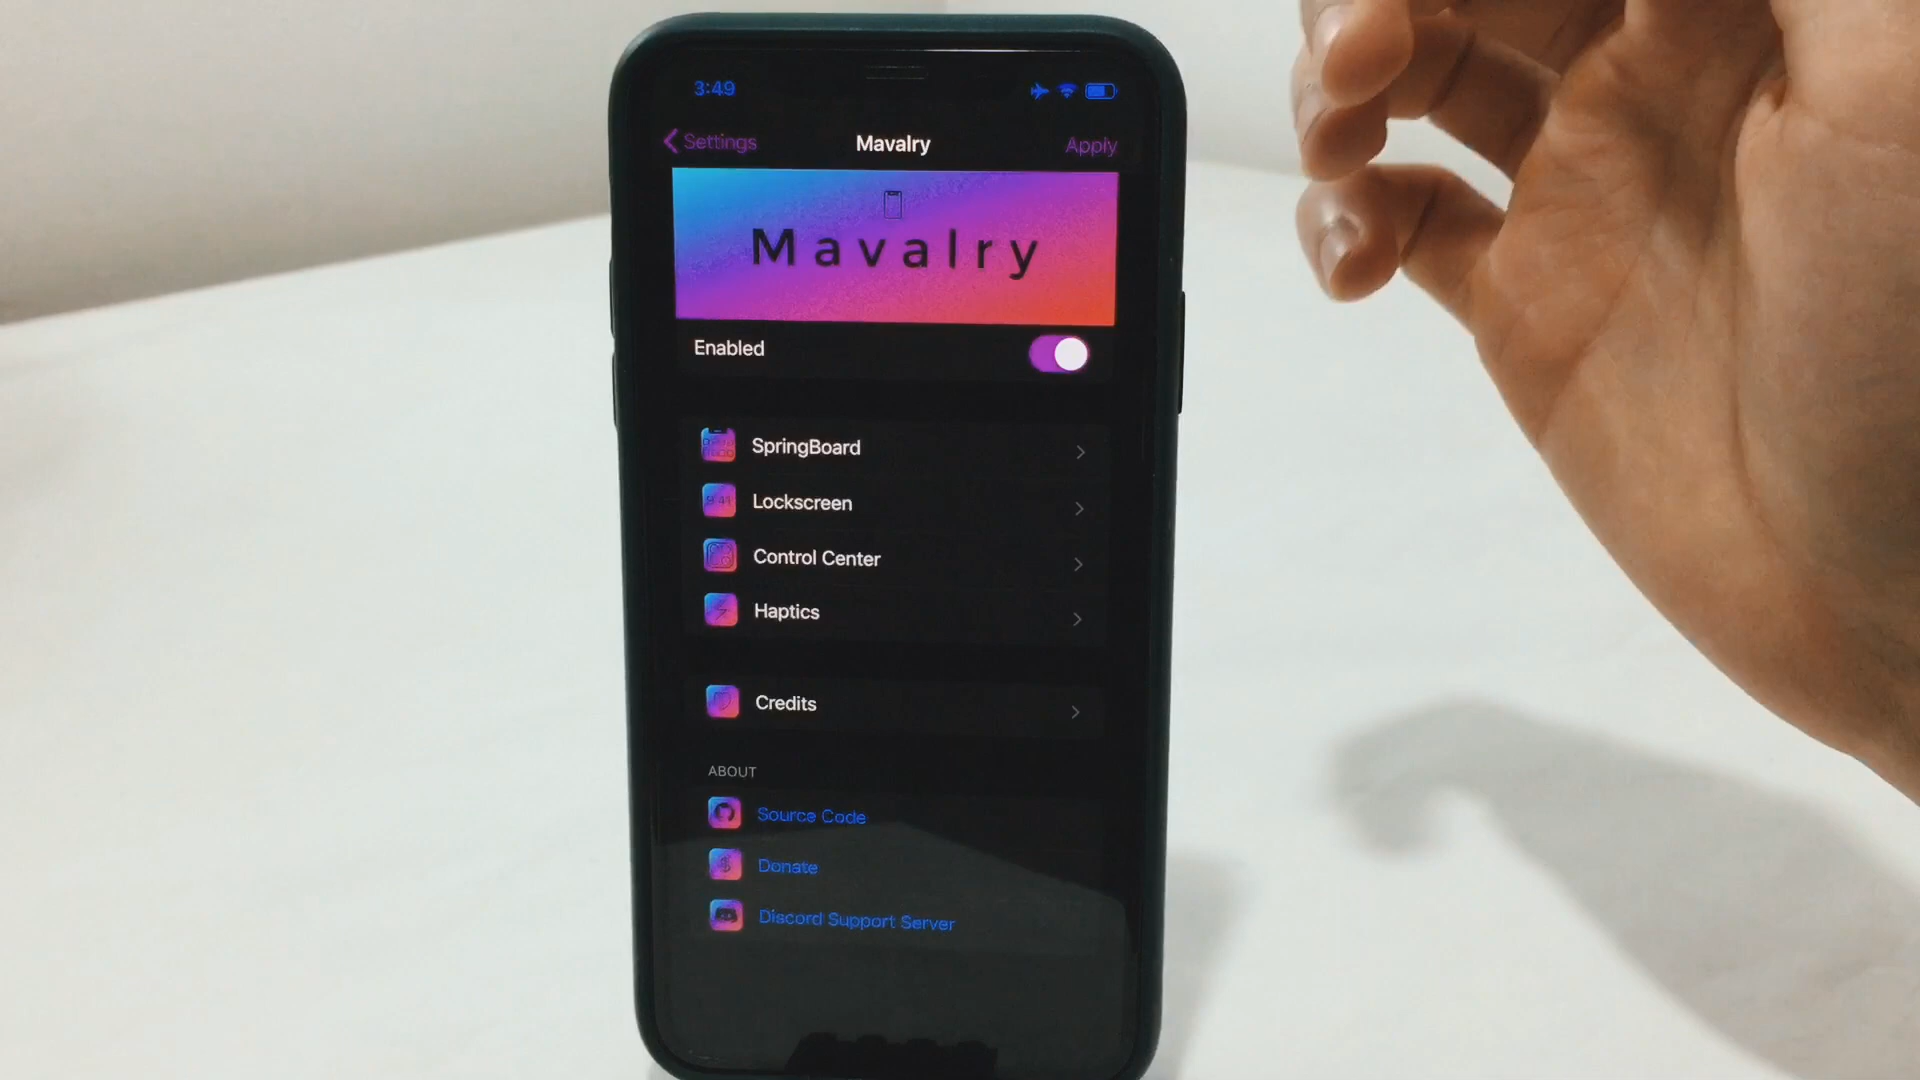 3:49
Settings
Mavalry
Apply
Mavalry
Enabled
SpringBoard
Lockscreen
Control Center
Haptics
Credits
ABOUT
Source Code
Donate
Discord Support Server